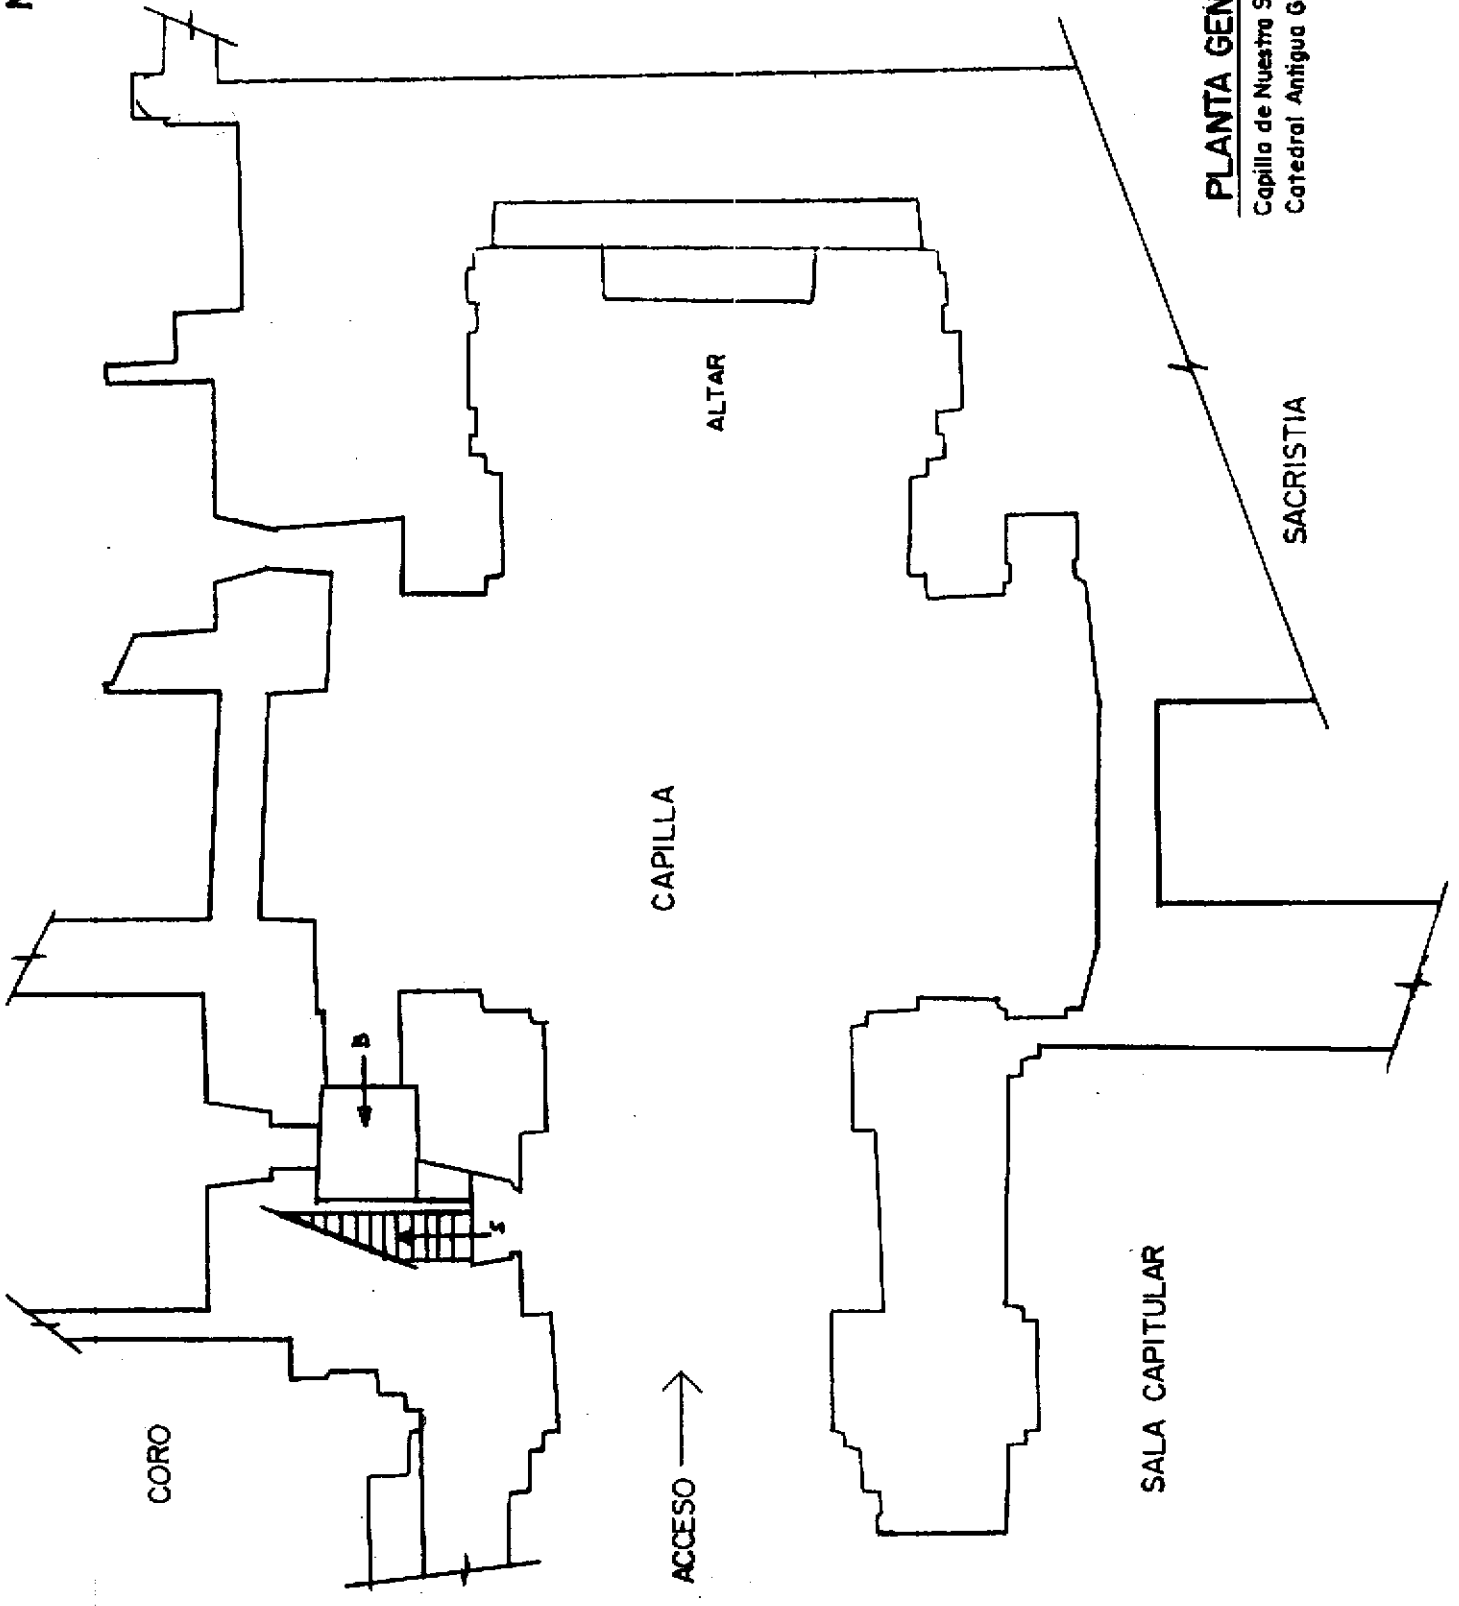 PLANTA GEN
Capilla de Nuestra S
Catedral Antigua G
ALTAR
SACRISTIA
CAPILLA
B
S
CORO
ACCESO
SALA CAPITULAR